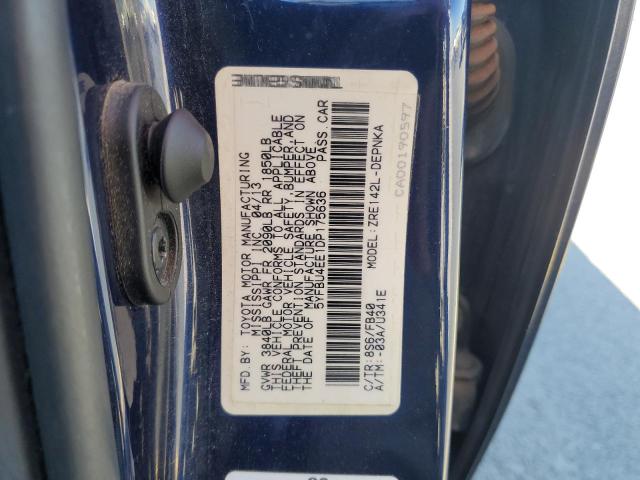 MFD. BY: TOYOTA MOTOR MANUFACTURING
MISSISSIPPI, INC. 04/13
GVWR 3840LB GAWR FR 2090LB RR 1850LB
THIS VEHICLE CONFORMS TO ALL APPLICABLE
FEDERAL MOTOR VEHICLE SAFETY, BUMPER, AND
THEFT PREVENTION STANDARDS IN EFFECT ON
THE DATE OF MANUFACTURE SHOWN ABOVE.
5YFBU4EE1DP175636 PASS. CAR
C/TR: 8S6/FB40 MODEL: ZRE142L-DEPNKA
A/TM: -03A/U341E
CA00190597